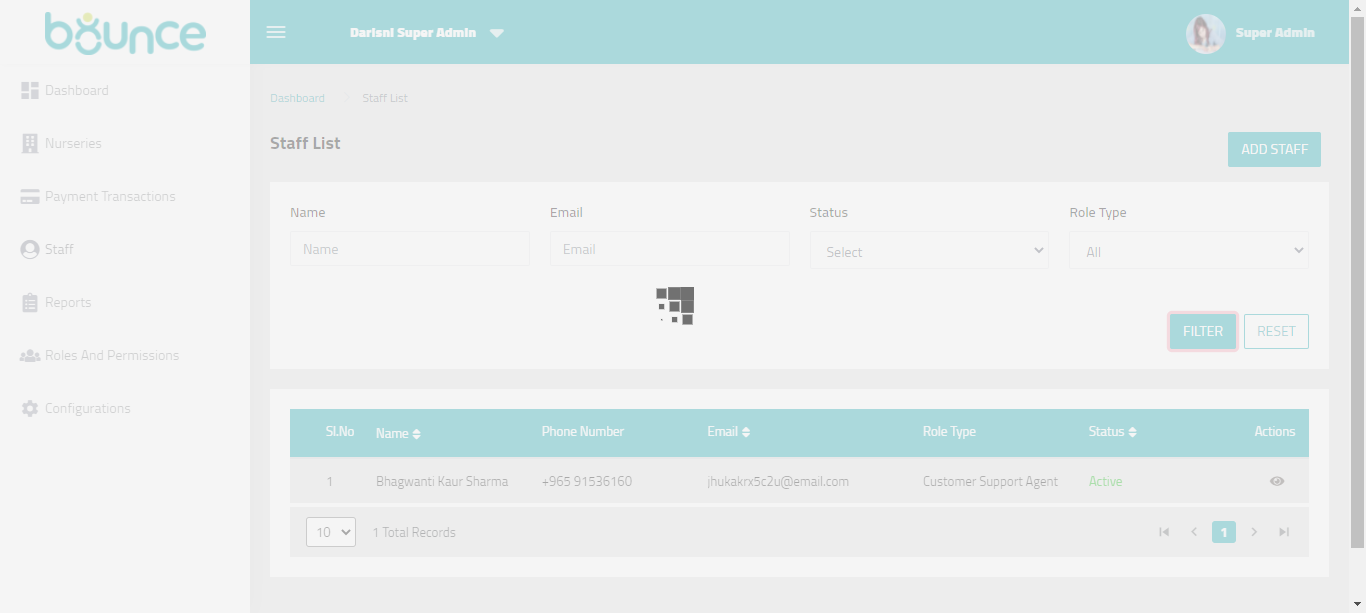 bounce
Darisni Super Admin
Super Admin
Dashboard
Nurseries
Payment Transactions
Staff
Reports
Roles And Permissions
Configurations
Dashboard Staff List
Staff List
ADD STAFF
Name Email Status Role Type
Name Email Select All
FILTER RESET
Sl.No Name Phone Number Email Role Type Status Actions
1 Bhagwanti Kaur Sharma +965 91536160 jhukakrx5c2u@email.com Customer Support Agent Active
10 1 Total Records 1